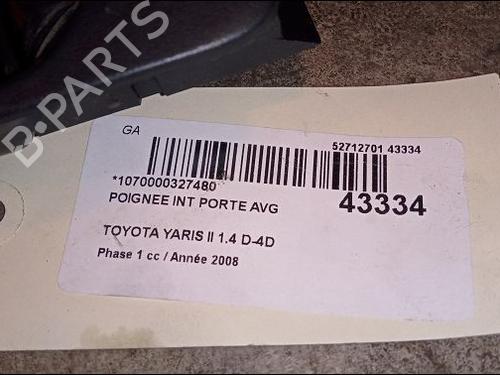 B-PARTS
GA
52712701 43334
*1070000327480
POIGNEE INT PORTE AVG
43334
TOYOTA YARIS II 1.4 D-4D
Phase 1 cc / Année 2008